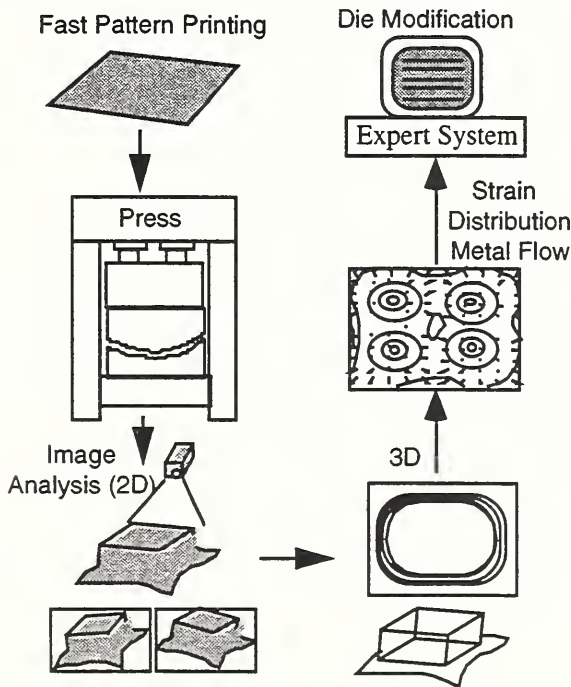 Fast Pattern Printing
Press
Image
Analysis (2D)
3D
Strain
Distribution
Metal Flow
Expert System
Die Modification